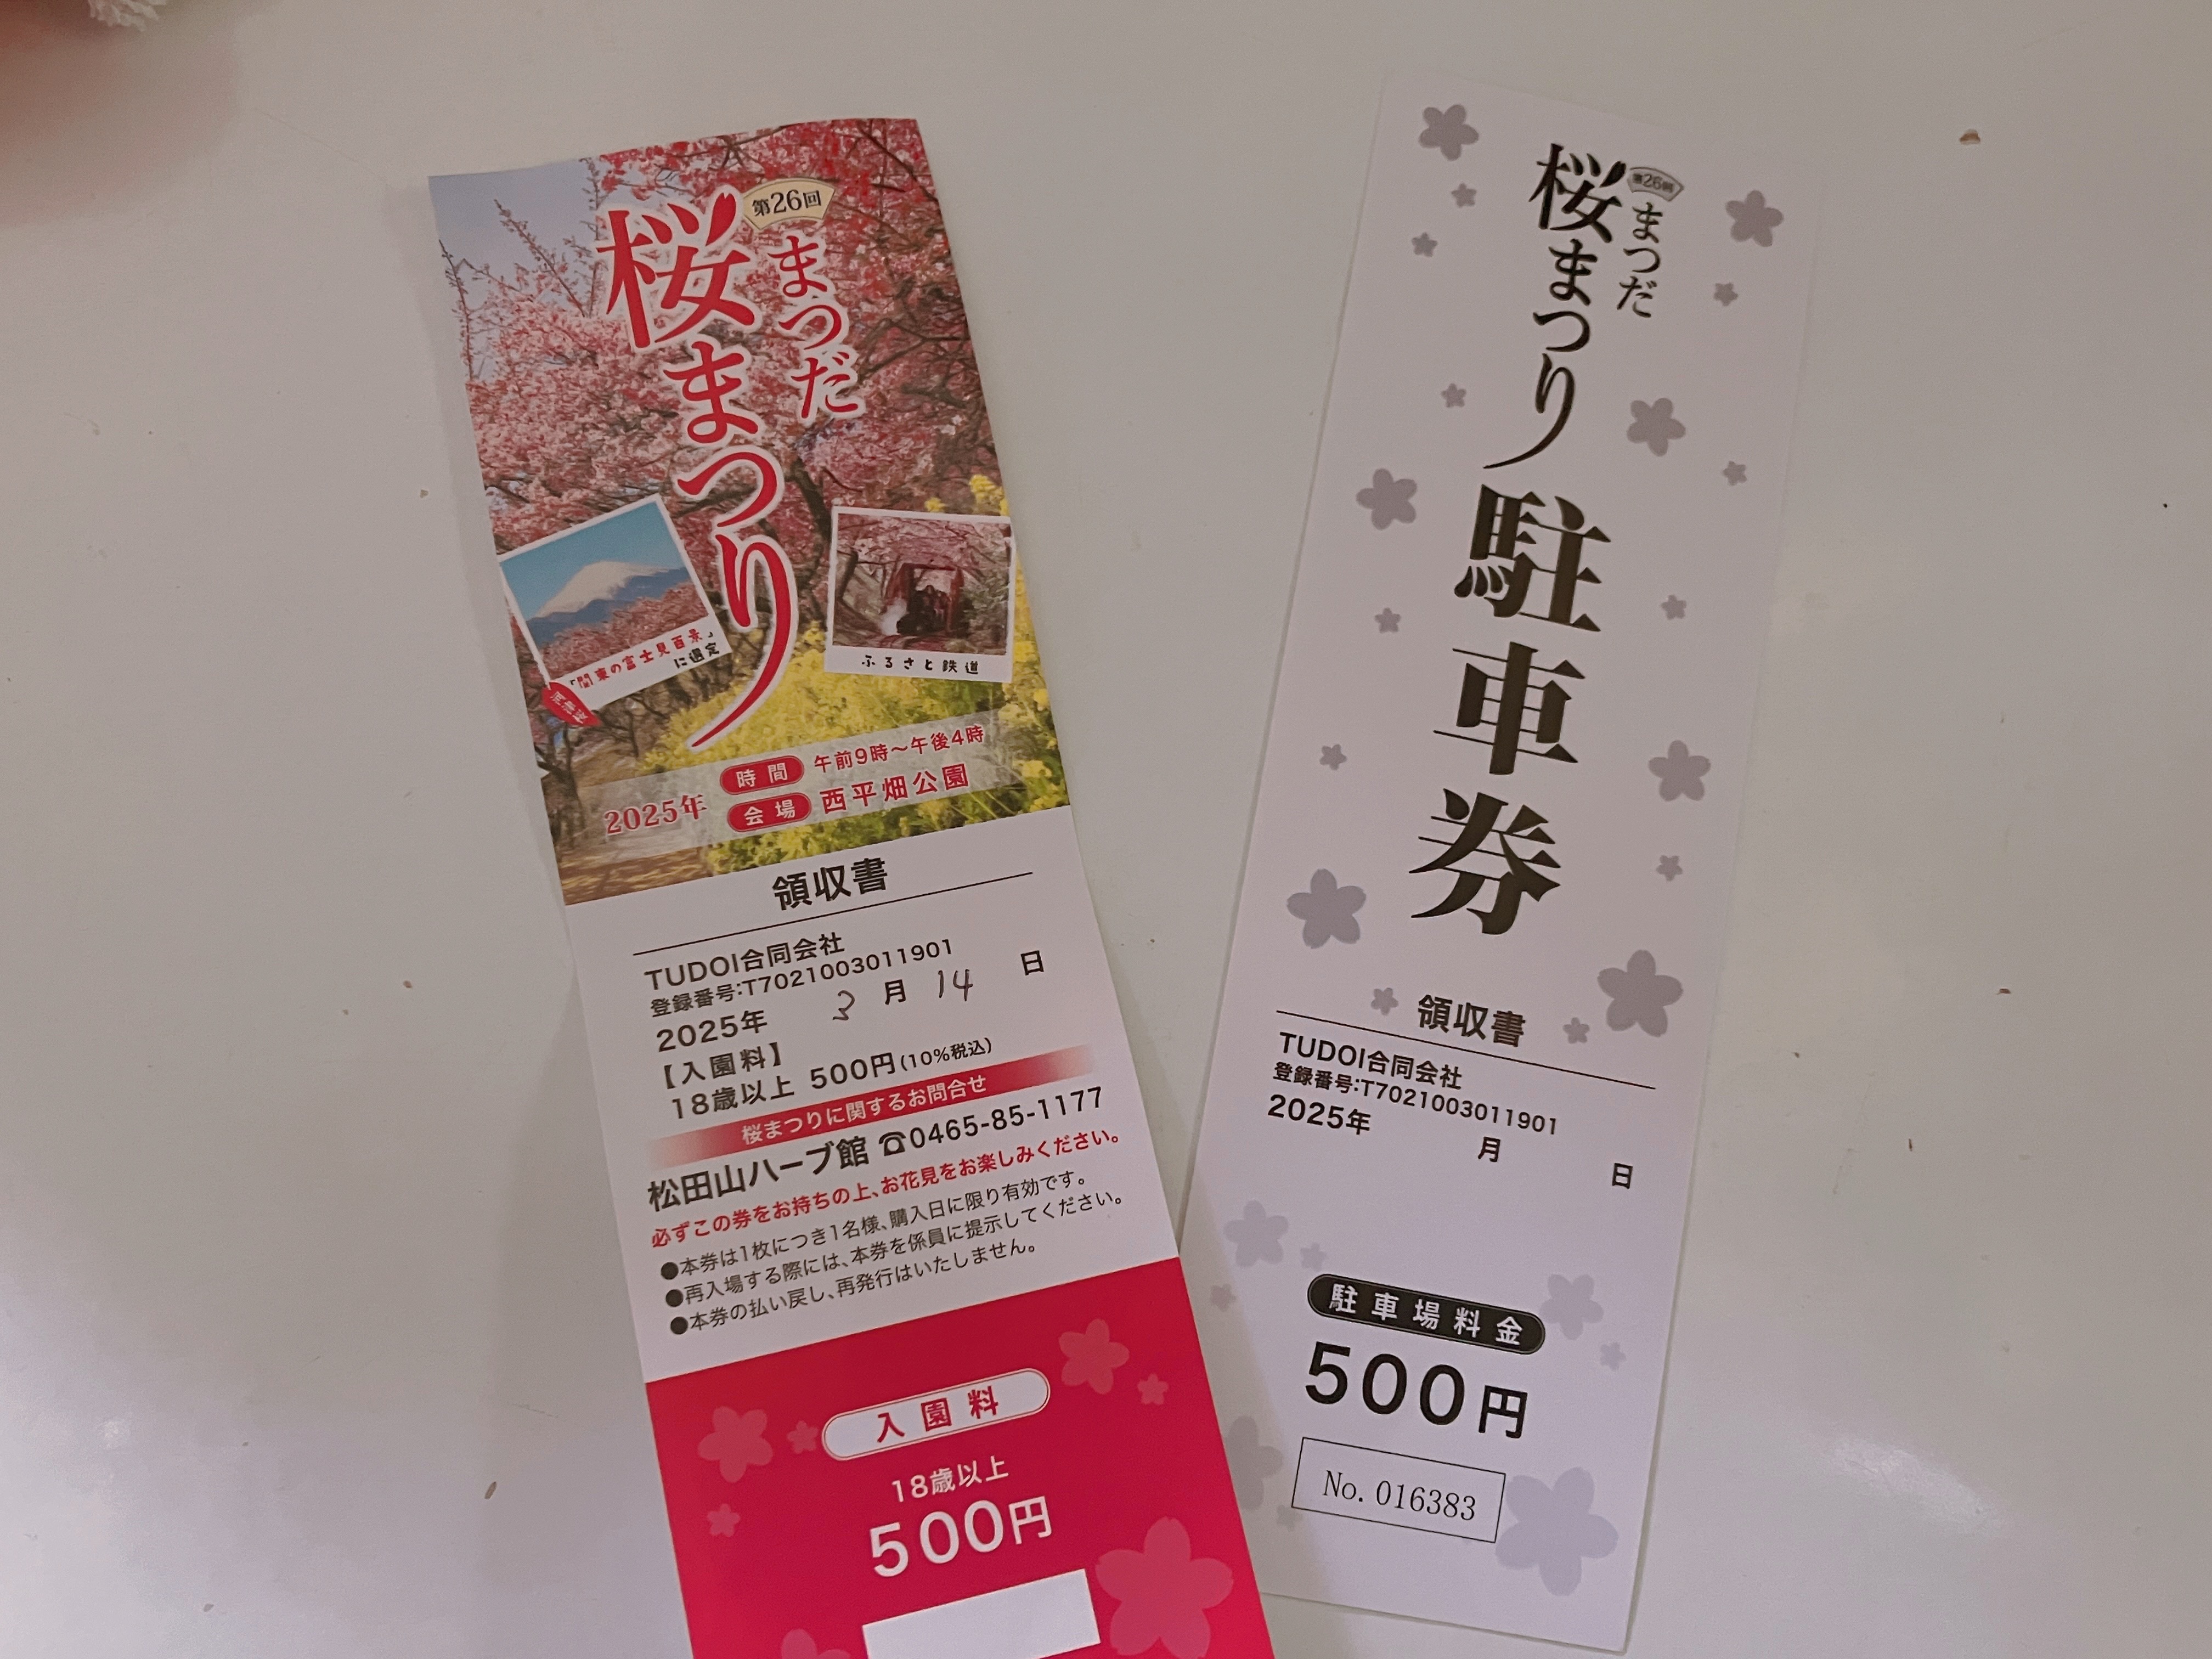 第26回
まつだ
桜まつり
「関東の富士見百景」
に選定
ふるさと鉄道
2025年
時間 午前9時～午後4時
会場 西平畑公園
領収書
TUDOI合同会社
登録番号:T7021003011901
2025年 3月14日
【入園料】
18歳以上 500円(10%税込)
桜まつりに関するお問合せ
松田山ハーブ館 ☎0465-85-1177
必ずこの券をお持ちの上、お花見をお楽しみください。
●本券は1枚につき1名様、購入日に限り有効です。
●再入場する際には、本券を係員に提示してください。
●本券の払い戻し、再発行はいたしません。
入園料
18歳以上
500円
第26回
まつだ
桜まつり
駐車券
領収書
TUDOI合同会社
登録番号:T7021003011901
2025年 月 日
駐車場料金
500円
No. 016383